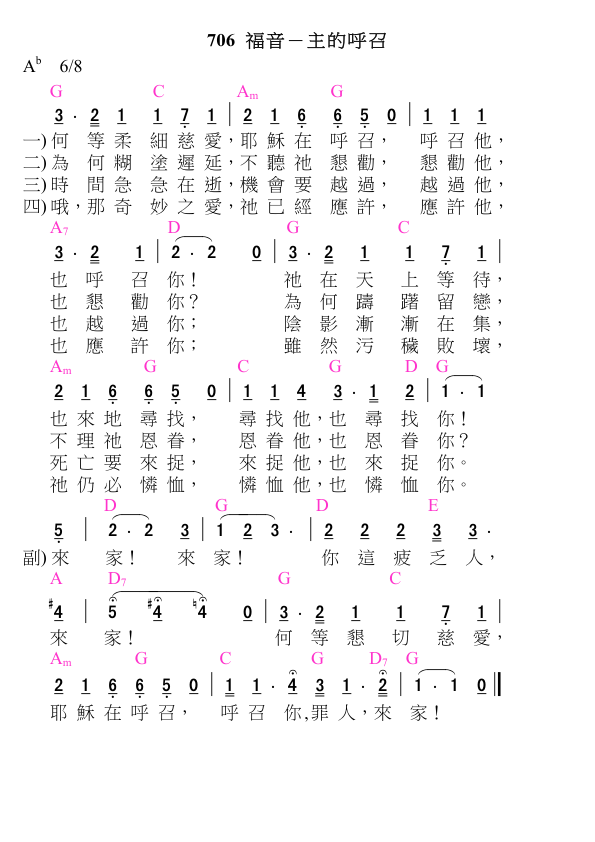 706 福音－主的呼召
A♭ 6/8
G C Am G
3 · 2 1 1 7 1 | 2 1 6 6 5 0 | 1 1 1
一) 何 等 柔 細 慈 愛，耶 穌 在 呼 召， 呼 召 他，
二) 為 何 糊 塗 遲 延，不 聽 祂 懇 勸， 懇 勸 他，
三) 時 間 急 急 在 逝，機 會 要 越 過， 越 過 他，
四) 哦，那 奇 妙 之 愛，祂 已 經 應 許， 應 許 他，
A7 D G C
3 · 2 1 | 2 · 2 0 | 3 · 2 1 1 7 1 |
也 呼 召 你！ 祂 在 天 上 等 待，
也 懇 勸 你？ 為 何 躊 躇 留 戀，
也 越 過 你； 陰 影 漸 漸 在 集，
也 應 許 你； 雖 然 污 穢 敗 壞，
Am G C G D G
2 1 6 6 5 0 | 1 1 4 3 · 1 2 | 1 · 1
也 來 地 尋 找， 尋 找 他，也 尋 找 你！
不 理 祂 恩 眷， 恩 眷 他，也 恩 眷 你？
死 亡 要 來 捉， 來 捉 他，也 來 捉 你。
祂 仍 必 憐 恤， 憐 恤 他，也 憐 恤 你。
D G D E
5 | 2 · 2 3 | 1 2 3 · | 2 2 2 3 3 ·
副) 來 家！ 來 家！ 你 這 疲 乏 人，
A D7 G C
♯4 | 5 ♯4 ♮4 0 | 3 · 2 1 1 7 1 |
來 家！ 何 等 懇 切 慈 愛，
Am G C G D7 G
2 1 6 6 5 0 | 1 1 · 4 3 1 · 2 | 1 · 1 0 ‖
耶 穌 在 呼 召， 呼 召 你,罪 人，來 家！